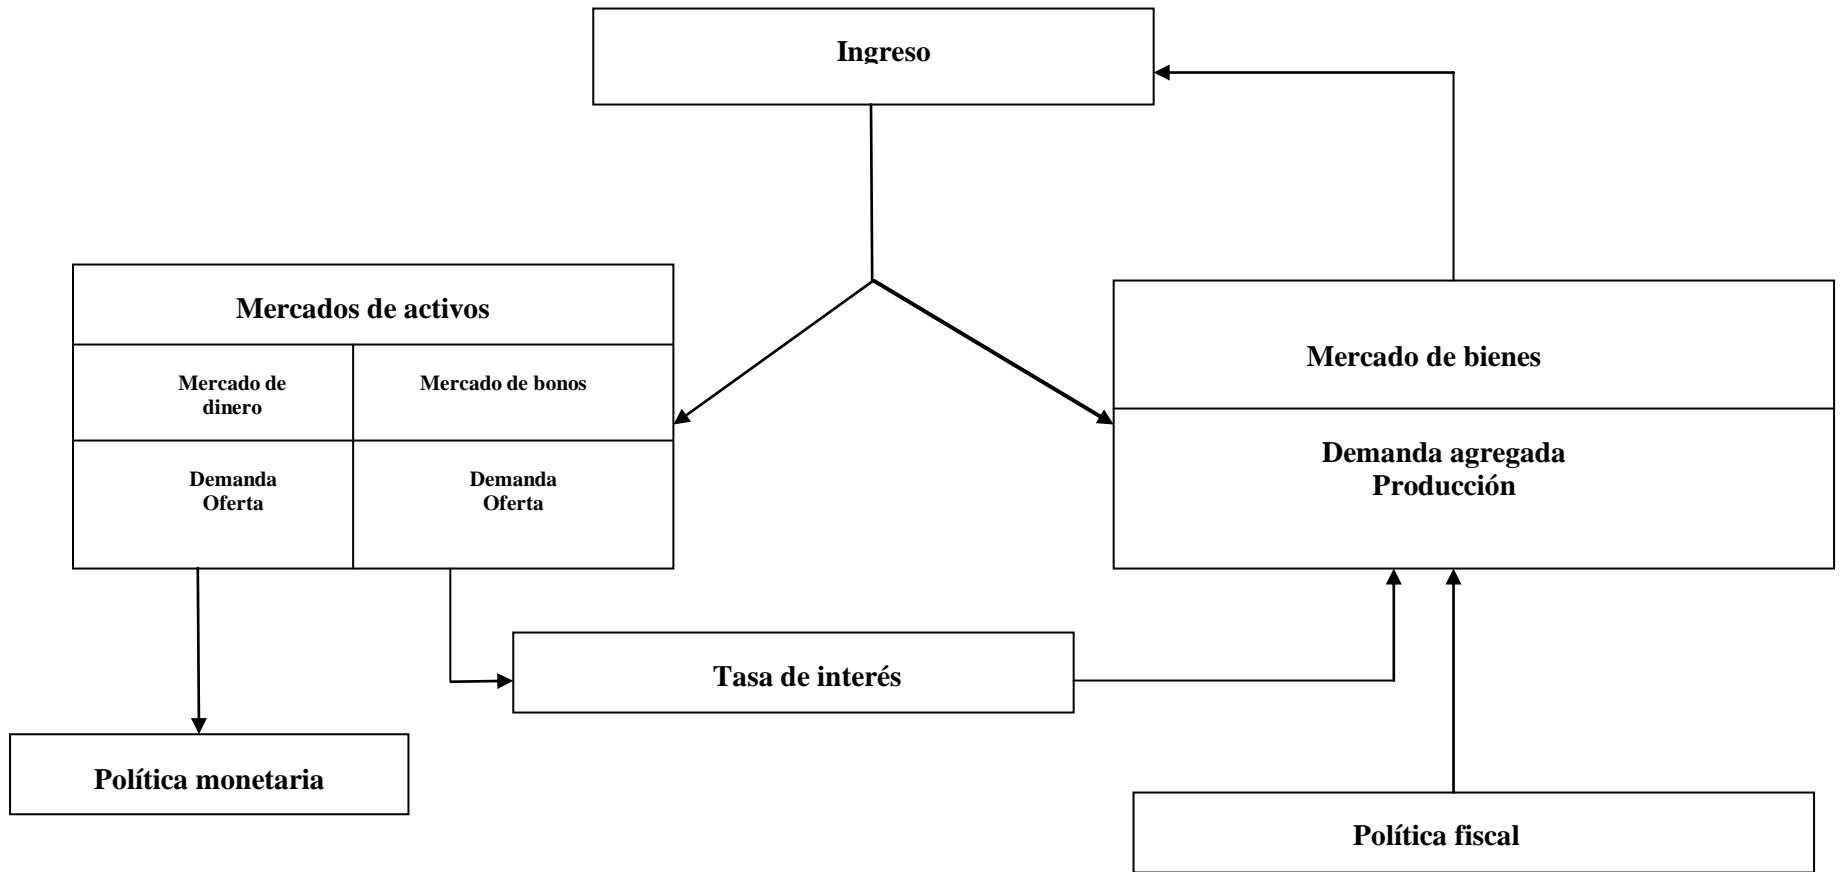 Ingreso
Mercados de activos
Mercado de
dinero
Mercado de bonos
Demanda
Oferta
Demanda
Oferta
Mercado de bienes
Demanda agregada
Producción
Tasa de interés
Política monetaria
Política fiscal